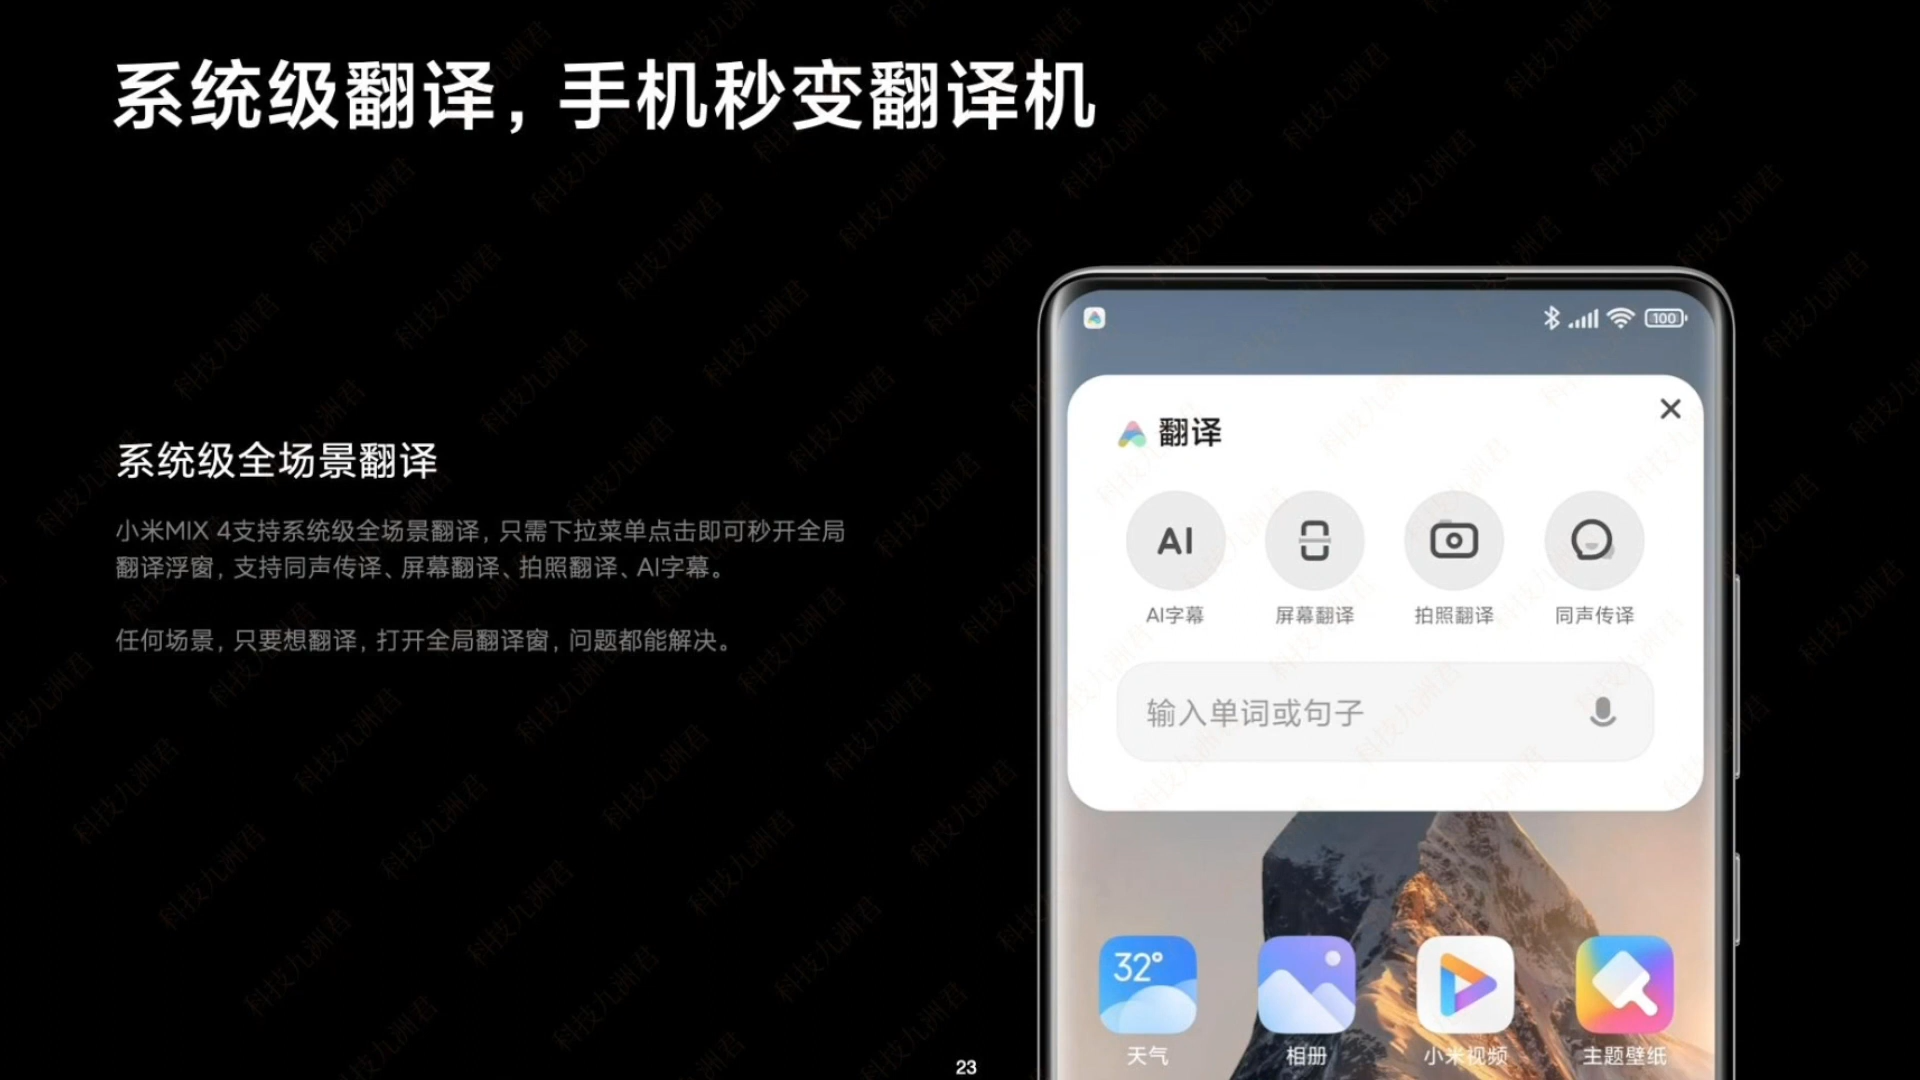 系统级翻译，手机秒变翻译机
系统级全场景翻译
小米MIX 4支持系统级全场景翻译，只需下拉菜单点击即可秒开全局
翻译浮窗，支持同声传译、屏幕翻译、拍照翻译、AI字幕。
任何场景，只要想翻译，打开全局翻译窗，问题都能解决。
100
翻译
AI
AI字幕
屏幕翻译
拍照翻译
同声传译
输入单词或句子
32°
天气
相册
小米视频
主题壁纸
23
科技九洲君